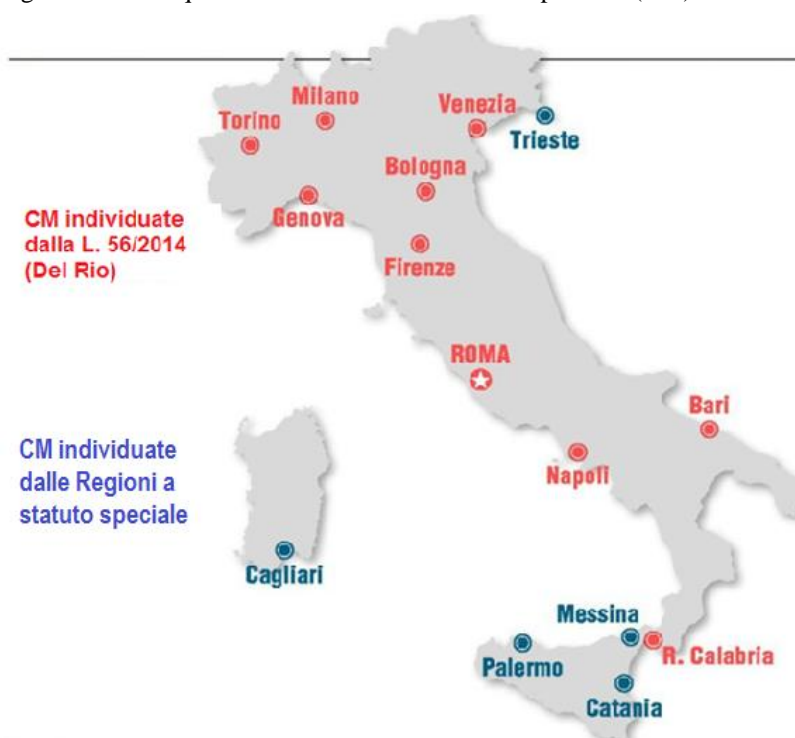 Milano
Venezia
Torino
Trieste
Bologna
CM individuate
dalla L. 56/2014
(Del Rio)
Genova
Firenze
ROMA
Bari
CM individuate
dalle Regioni a
statuto speciale
Napoli
Cagliari
Messina
R. Calabria
Palermo
Catania